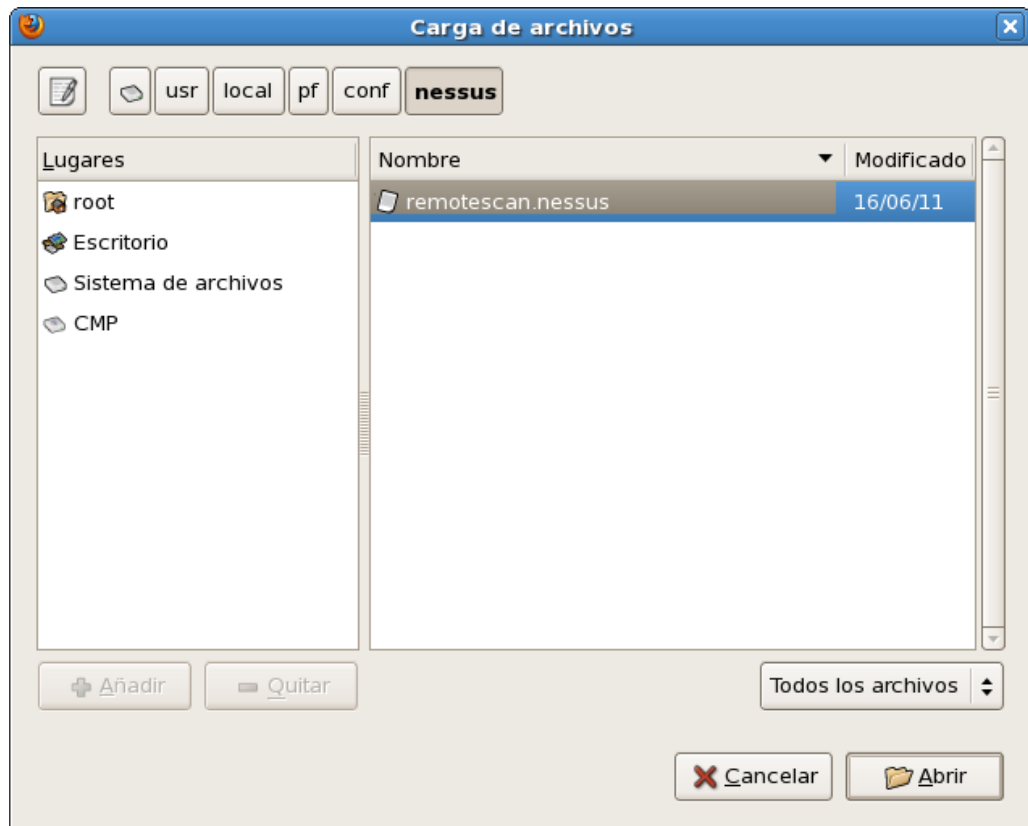 Carga de archivos
usr local pf conf nessus
Lugares
root
Escritorio
Sistema de archivos
CMP
Nombre Modificado
remotescan.nessus 16/06/11
Añadir Quitar Todos los archivos
Cancelar Abrir